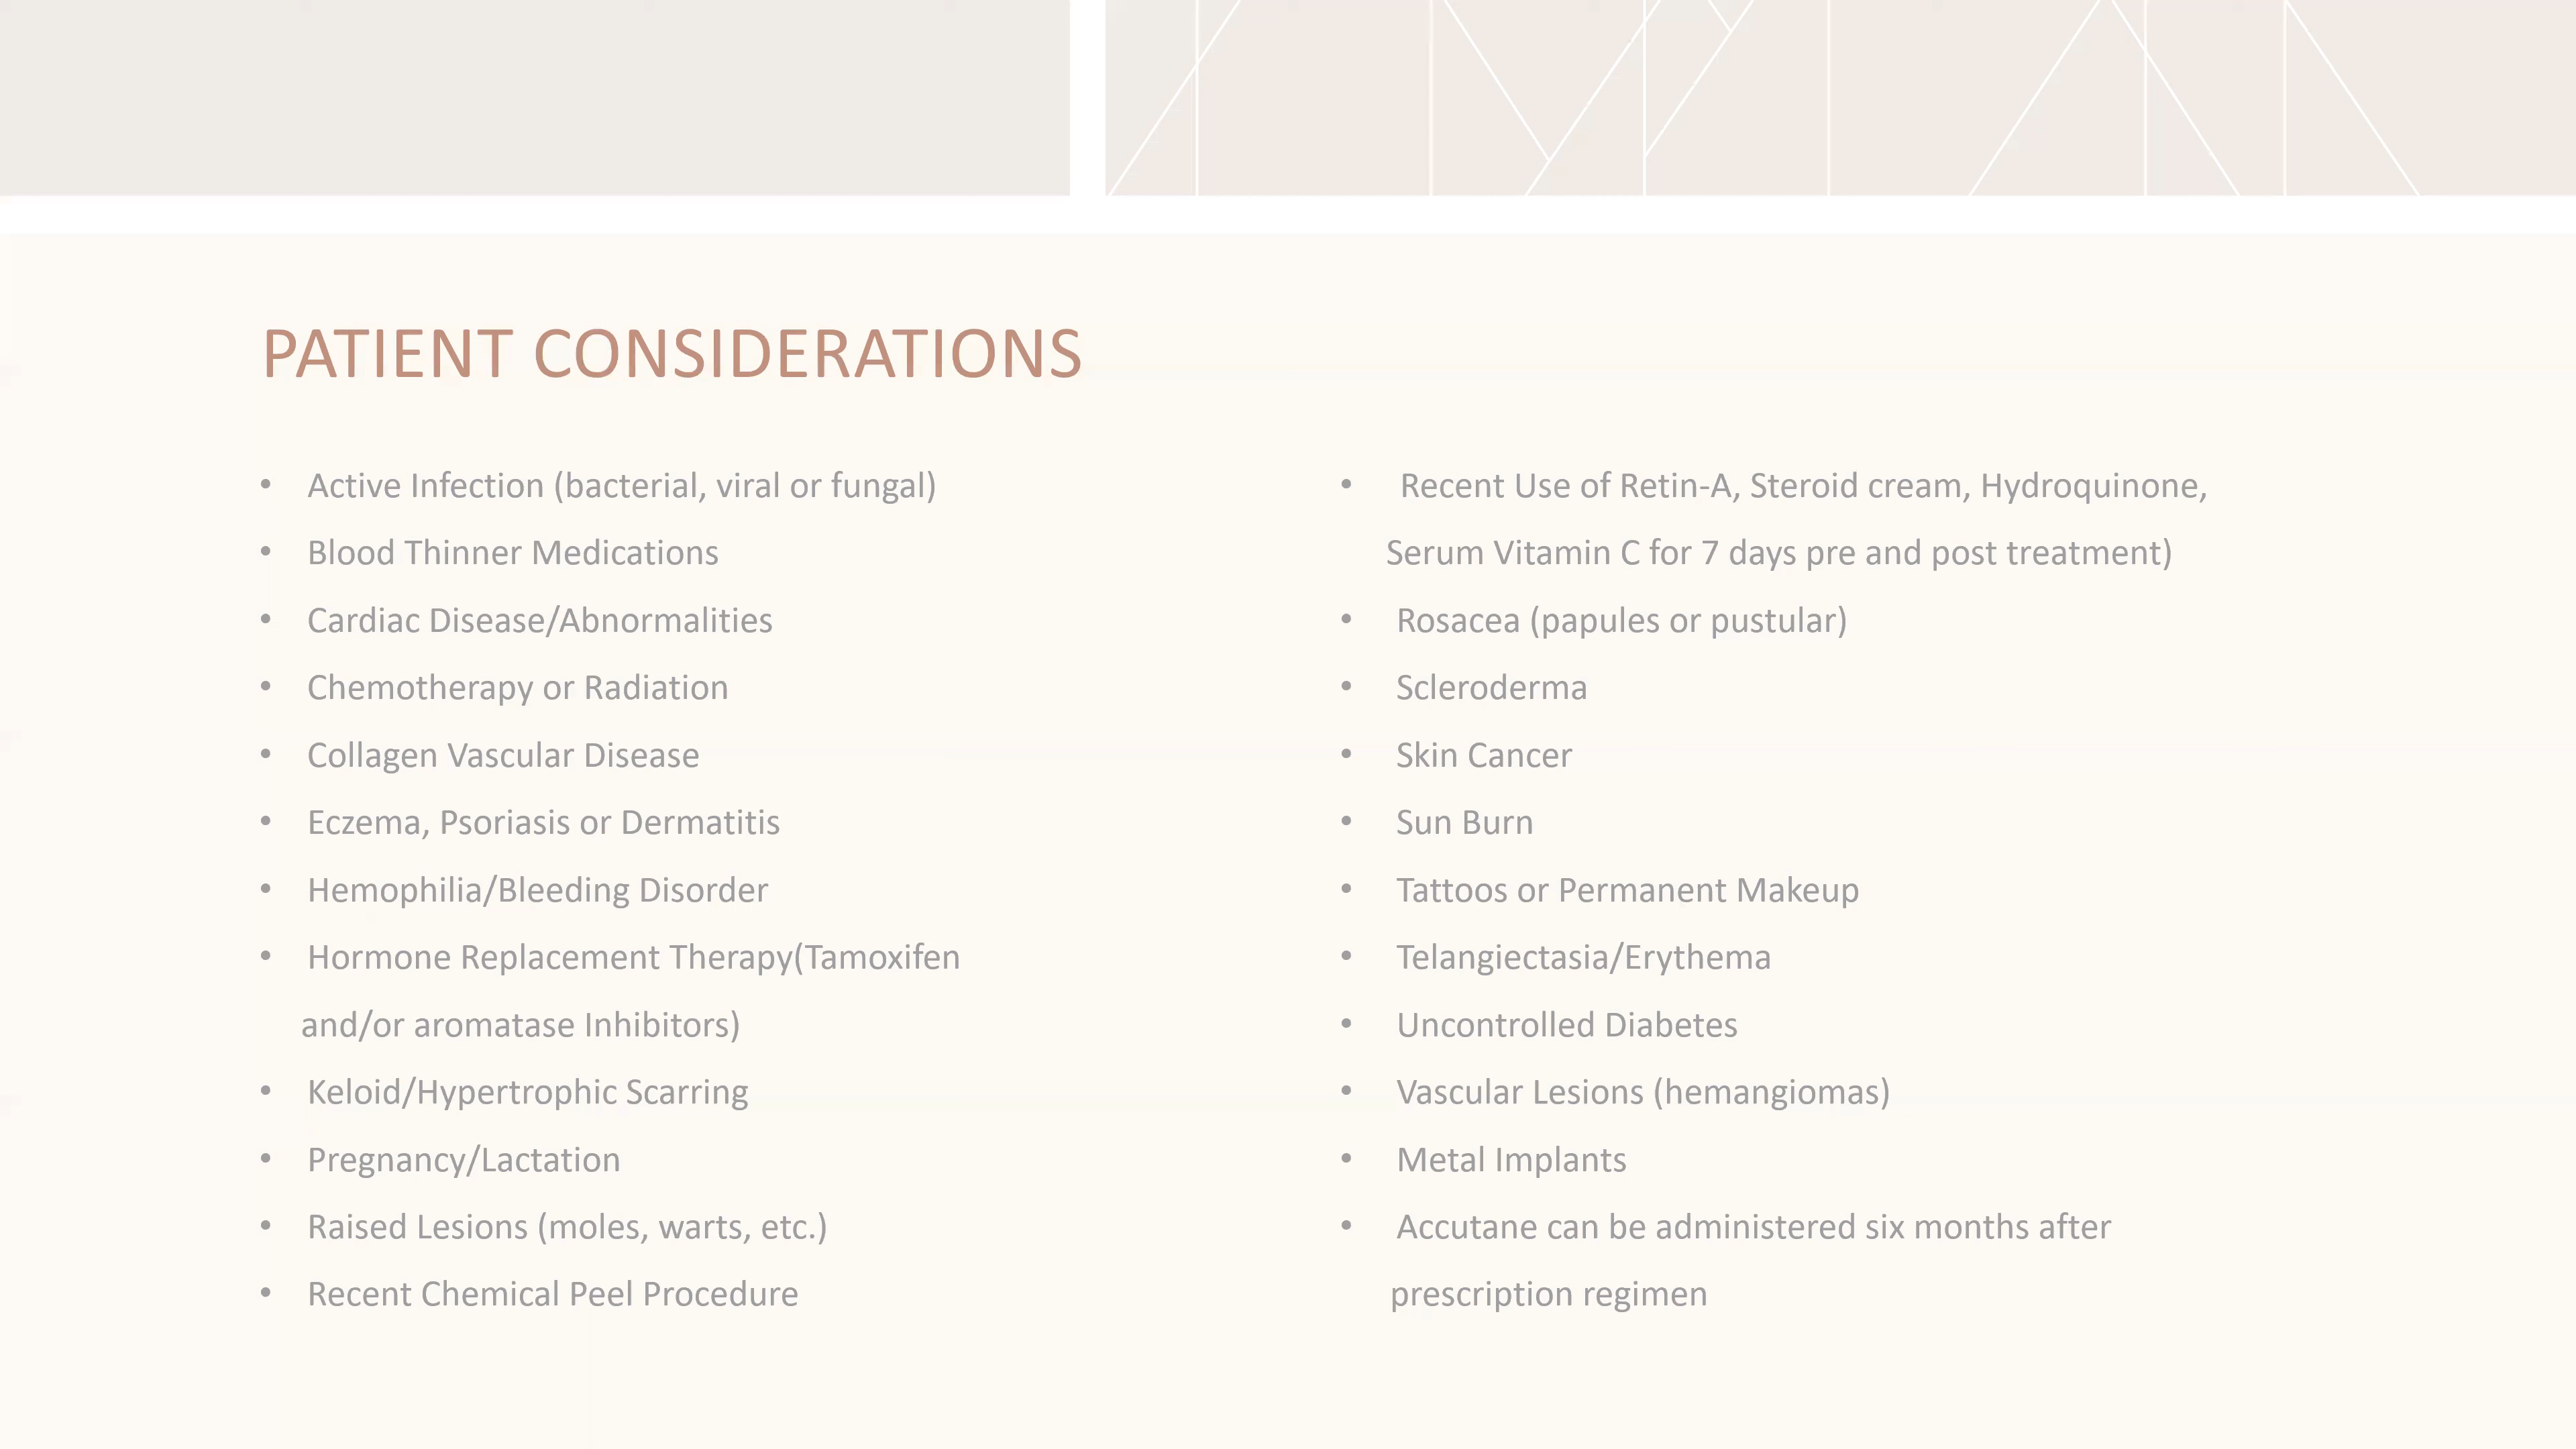 PATIENT CONSIDERATIONS
• Active Infection (bacterial, viral or fungal)
• Blood Thinner Medications
• Cardiac Disease/Abnormalities
• Chemotherapy or Radiation
• Collagen Vascular Disease
• Eczema, Psoriasis or Dermatitis
• Hemophilia/Bleeding Disorder
• Hormone Replacement Therapy(Tamoxifen
and/or aromatase Inhibitors)
• Keloid/Hypertrophic Scarring
• Pregnancy/Lactation
• Raised Lesions (moles, warts, etc.)
• Recent Chemical Peel Procedure
• Recent Use of Retin-A, Steroid cream, Hydroquinone,
Serum Vitamin C for 7 days pre and post treatment)
• Rosacea (papules or pustular)
• Scleroderma
• Skin Cancer
• Sun Burn
• Tattoos or Permanent Makeup
• Telangiectasia/Erythema
• Uncontrolled Diabetes
• Vascular Lesions (hemangiomas)
• Metal Implants
• Accutane can be administered six months after
prescription regimen